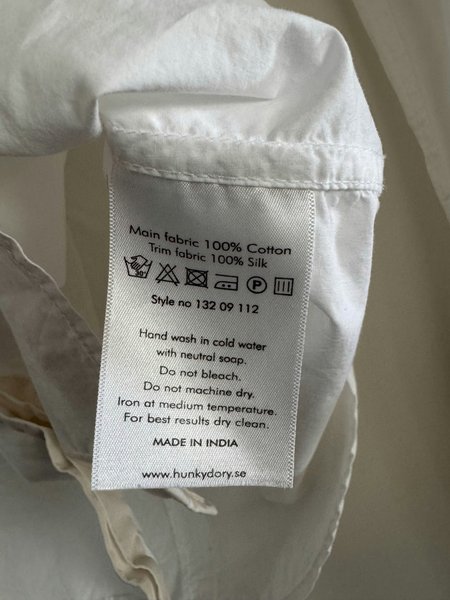 Main fabric 100% Cotton
Trim fabric 100% Silk
P
Style no 132 09 112
Hand wash in cold water
with neutral soap.
Do not bleach.
Do not machine dry.
Iron at medium temperature.
For best results dry clean.
MADE IN INDIA
www.hunkydory.se